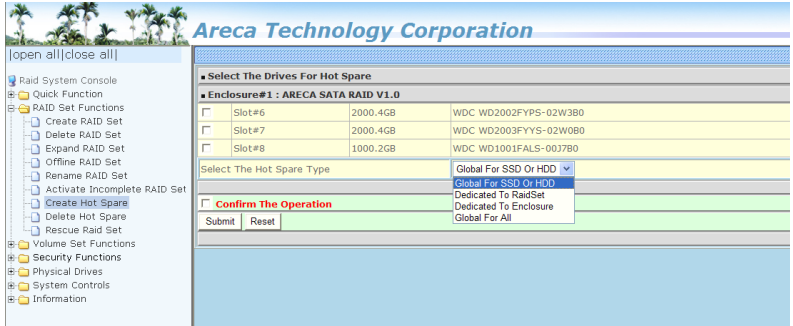 Areca Technology Corporation
|open all|close all|
Raid System Console
Quick Function
RAID Set Functions
Create RAID Set
Delete RAID Set
Expand RAID Set
Offline RAID Set
Rename RAID Set
Activate Incomplete RAID Set
Create Hot Spare
Delete Hot Spare
Rescue Raid Set
Volume Set Functions
Security Functions
Physical Drives
System Controls
Information
Select The Drives For Hot Spare
Enclosure#1 : ARECA SATA RAID V1.0
Slot#6 2000.4GB WDC WD2002FYPS-02W3B0
Slot#7 2000.4GB WDC WD2003FYYS-02W0B0
Slot#8 1000.2GB WDC WD1001FALS-00J7B0
Select The Hot Spare Type Global For SSD Or HDD
Global For SSD Or HDD
Dedicated To RaidSet
Dedicated To Enclosure
Global For All
Confirm The Operation
Submit Reset